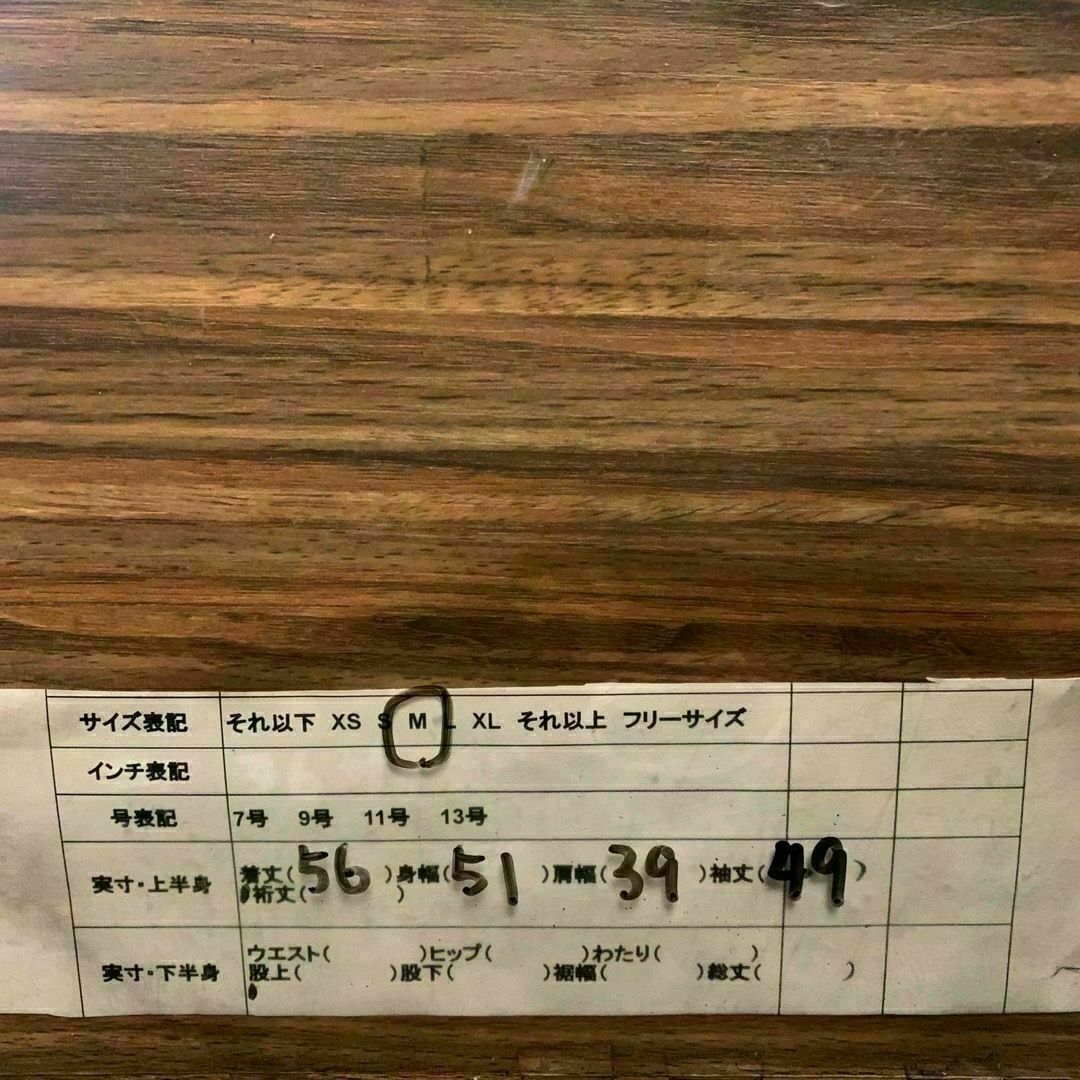 サイズ表記 それ以下 XS S M L XL それ以上 フリーサイズ
インチ表記
号表記 7号 9号 11号 13号
実寸・上半身 着丈(56)身幅(51)肩幅(39)袖丈(49)
裄丈( )
実寸・下半身 ウエスト( )ヒップ( )わたり( )
股上( )股下( )裾幅( )総丈( )